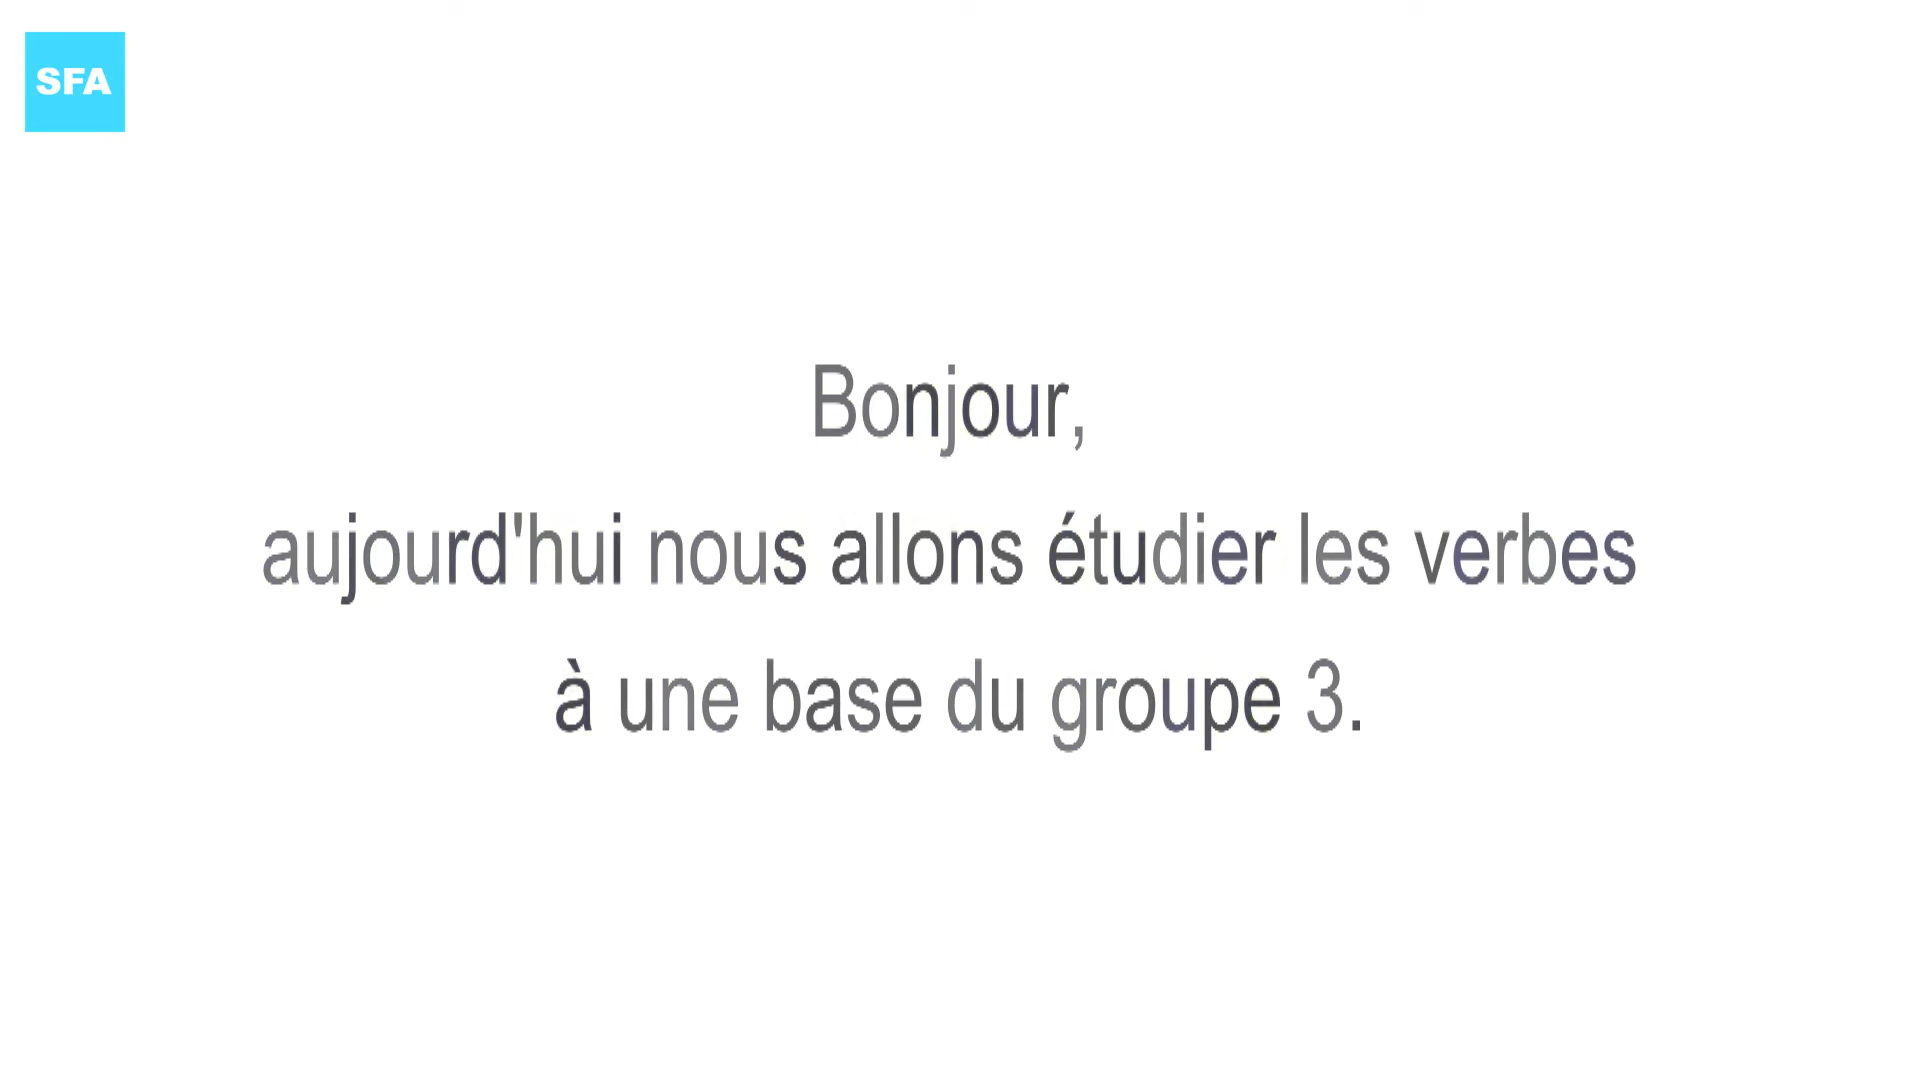 SFA
Bonjour,
aujourd'hui nous allons étudier les verbes
à une base du groupe 3.